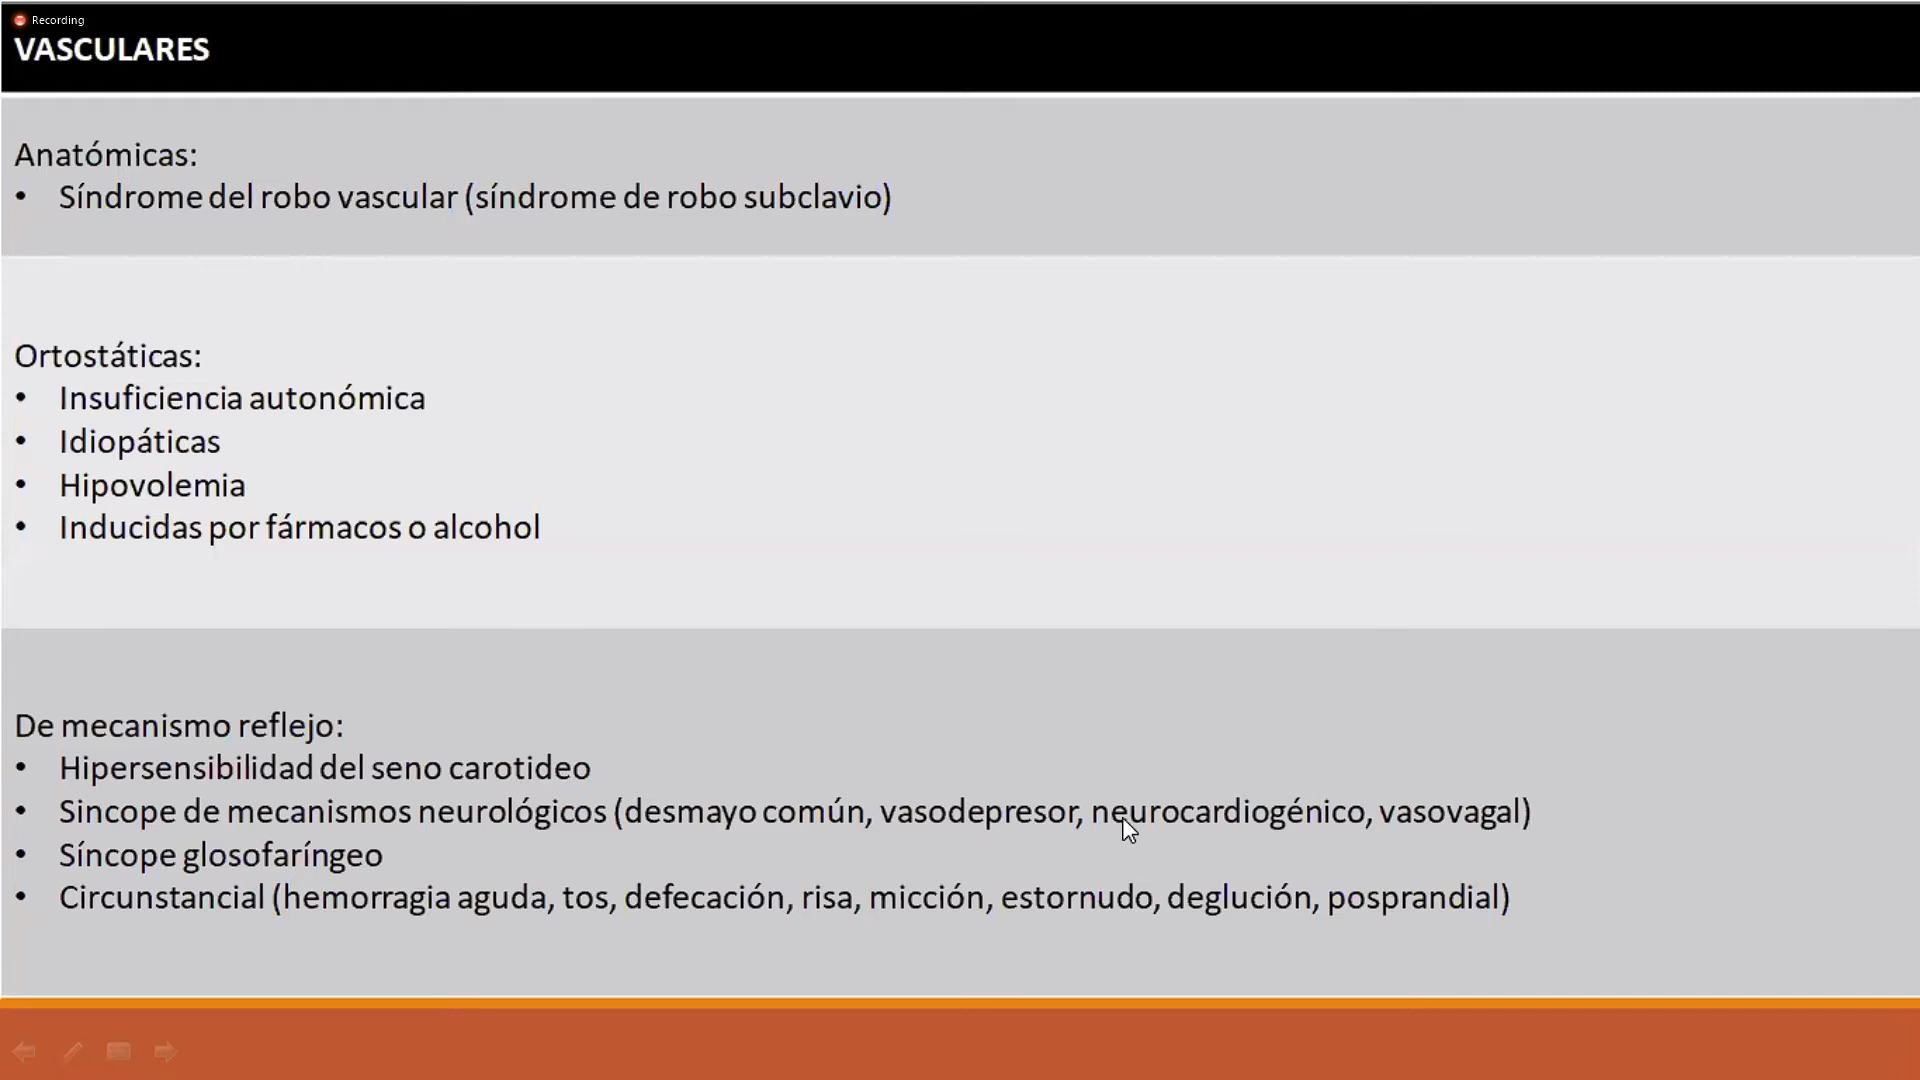 Recording
VASCULARES
Anatómicas:
• Síndrome del robo vascular (síndrome de robo subclavio)
Ortostáticas:
• Insuficiencia autonómica
• Idiopáticas
• Hipovolemia
• Inducidas por fármacos o alcohol
De mecanismo reflejo:
• Hipersensibilidad del seno carotideo
• Sincope de mecanismos neurológicos (desmayo común, vasodepresor, neurocardiogénico, vasovagal)
• Síncope glosofaríngeo
• Circunstancial (hemorragia aguda, tos, defecación, risa, micción, estornudo, deglución, posprandial)